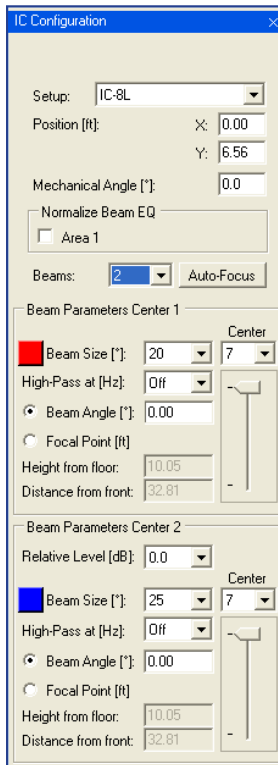 IC Configuration
Setup: IC-8L
Position [ft]: X: 0.00
Y: 6.56
Mechanical Angle [°]: 0.0
Normalize Beam EQ
Area 1
Beams: 2 Auto-Focus
Beam Parameters Center 1
Center
Beam Size [°]: 20 7
High-Pass at [Hz]: Off
Beam Angle [°]: 0.00
Focal Point [ft]
Height from floor: 10.05
Distance from front: 32.81
Beam Parameters Center 2
Relative Level [dB]: 0.0
Center
Beam Size [°]: 25 7
High-Pass at [Hz]: Off
Beam Angle [°]: 0.00
Focal Point [ft]
Height from floor: 10.05
Distance from front: 32.81